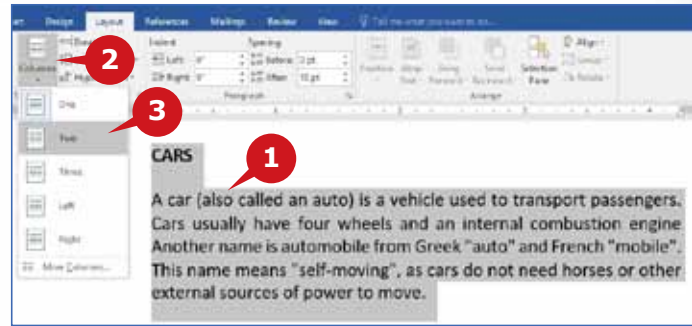 Design Layout References Mailings Review View Tell me what you want to do...
Indent Spacing
Left: 0" Before: 0 pt
Right: 0" After: 10 pt
Columns
Selection Pane
Align
Paragraph Arrange
2
One
3
Two
Three
Left
Right
More Columns...
1
CARS
A car (also called an auto) is a vehicle used to transport passengers.
Cars usually have four wheels and an internal combustion engine
Another name is automobile from Greek "auto" and French "mobile".
This name means "self-moving", as cars do not need horses or other
external sources of power to move.